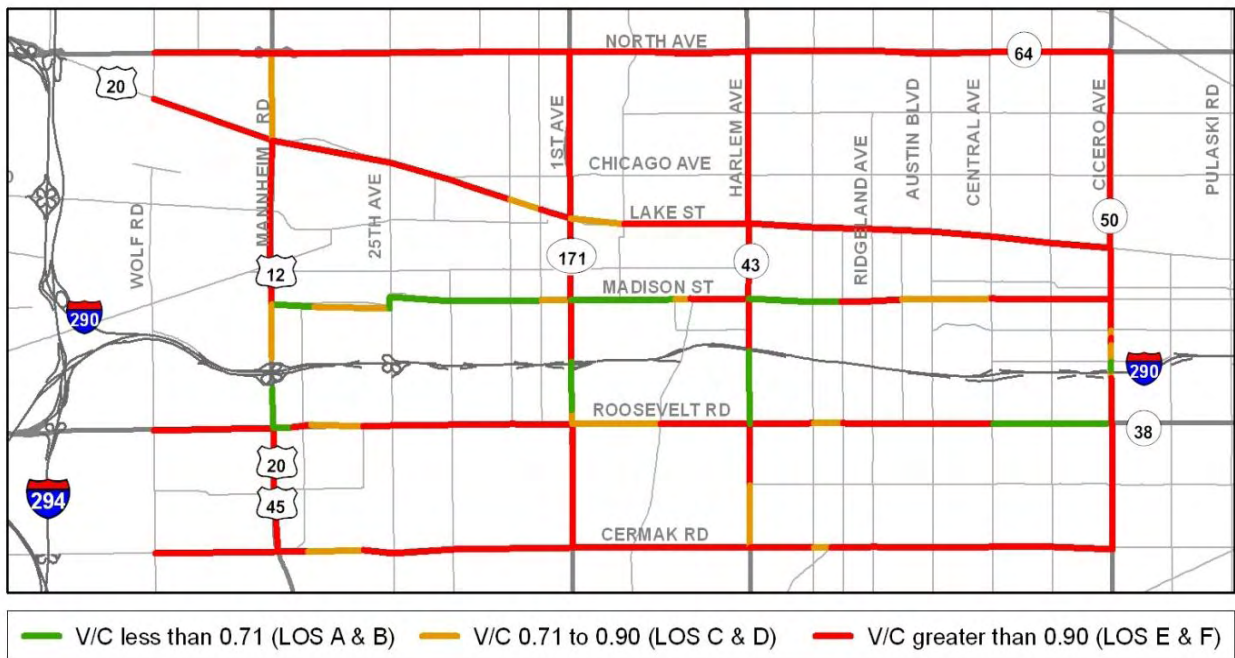 NORTH AVE
64
20
MANNHEIM RD
1ST AVE
HARLEM AVE
AUSTIN BLVD
CENTRAL AVE
CICERO AVE
PULASKI RD
CHICAGO AVE
RIDGELAND AVE
WOLF RD
25TH AVE
LAKE ST
50
12
171
43
MADISON ST
290
290
ROOSEVELT RD
38
20
45
294
CERMAK RD
V/C less than 0.71 (LOS A & B)
V/C 0.71 to 0.90 (LOS C & D)
V/C greater than 0.90 (LOS E & F)